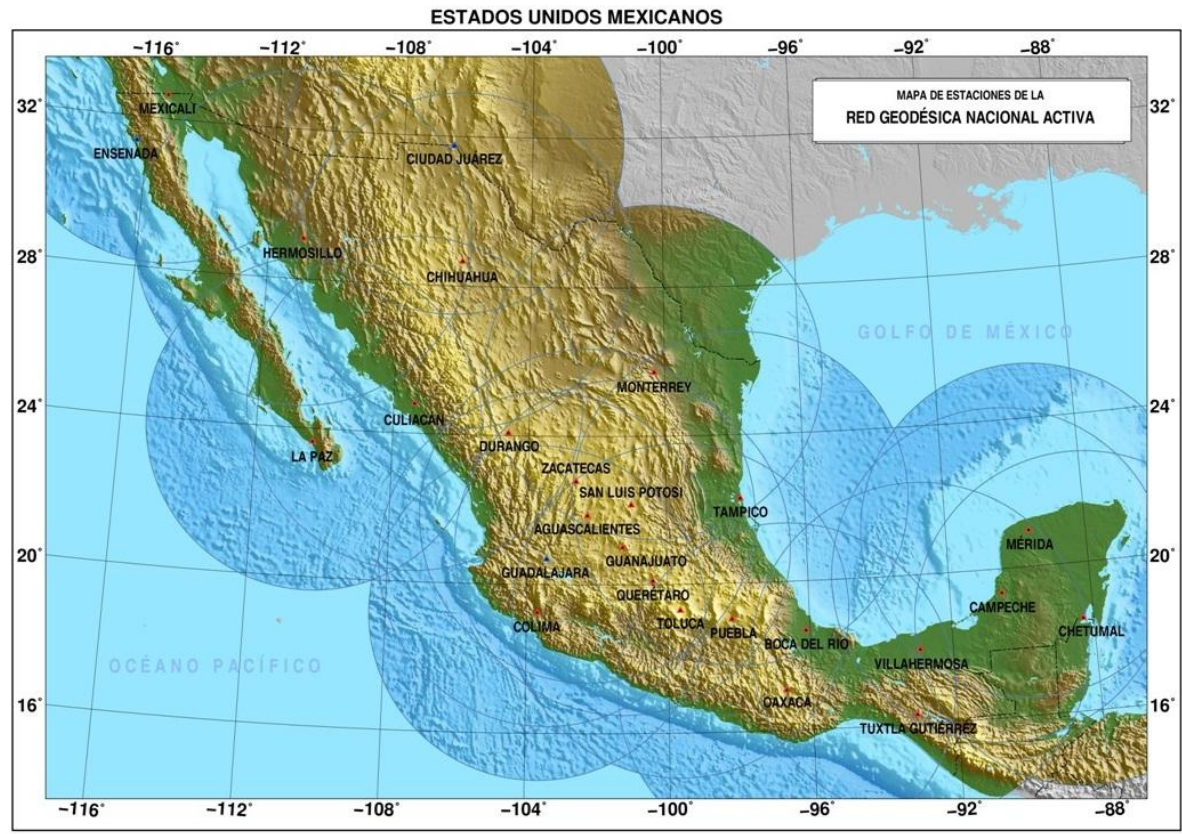 ESTADOS UNIDOS MEXICANOS
-116° -112° -108° -104° -100° -96° -92° -88°
MAPA DE ESTACIONES DE LA
RED GEODÉSICA NACIONAL ACTIVA
32° 32°
MEXICALI
ENSENADA
CIUDAD JUÁREZ
HERMOSILLO
28° 28°
CHIHUAHUA
GOLFO DE MÉXICO
MONTERREY
24° 24°
CULIACAN
DURANGO
LA PAZ
ZACATECAS
SAN LUIS POTOSI
TAMPICO
AGUASCALIENTES
MÉRIDA
20° 20°
GUANAJUATO
GUADALAJARA
QUERÉTARO
CAMPECHE
COLIMA
TOLUCA
PUEBLA
CHETUMAL
BOCA DEL RIO
OCÉANO PACÍFICO
VILLAHERMOSA
OAXACA
16° 16°
TUXTLA GUTIÉRREZ
-116° -112° -108° -104° -100° -96° -92° -88°